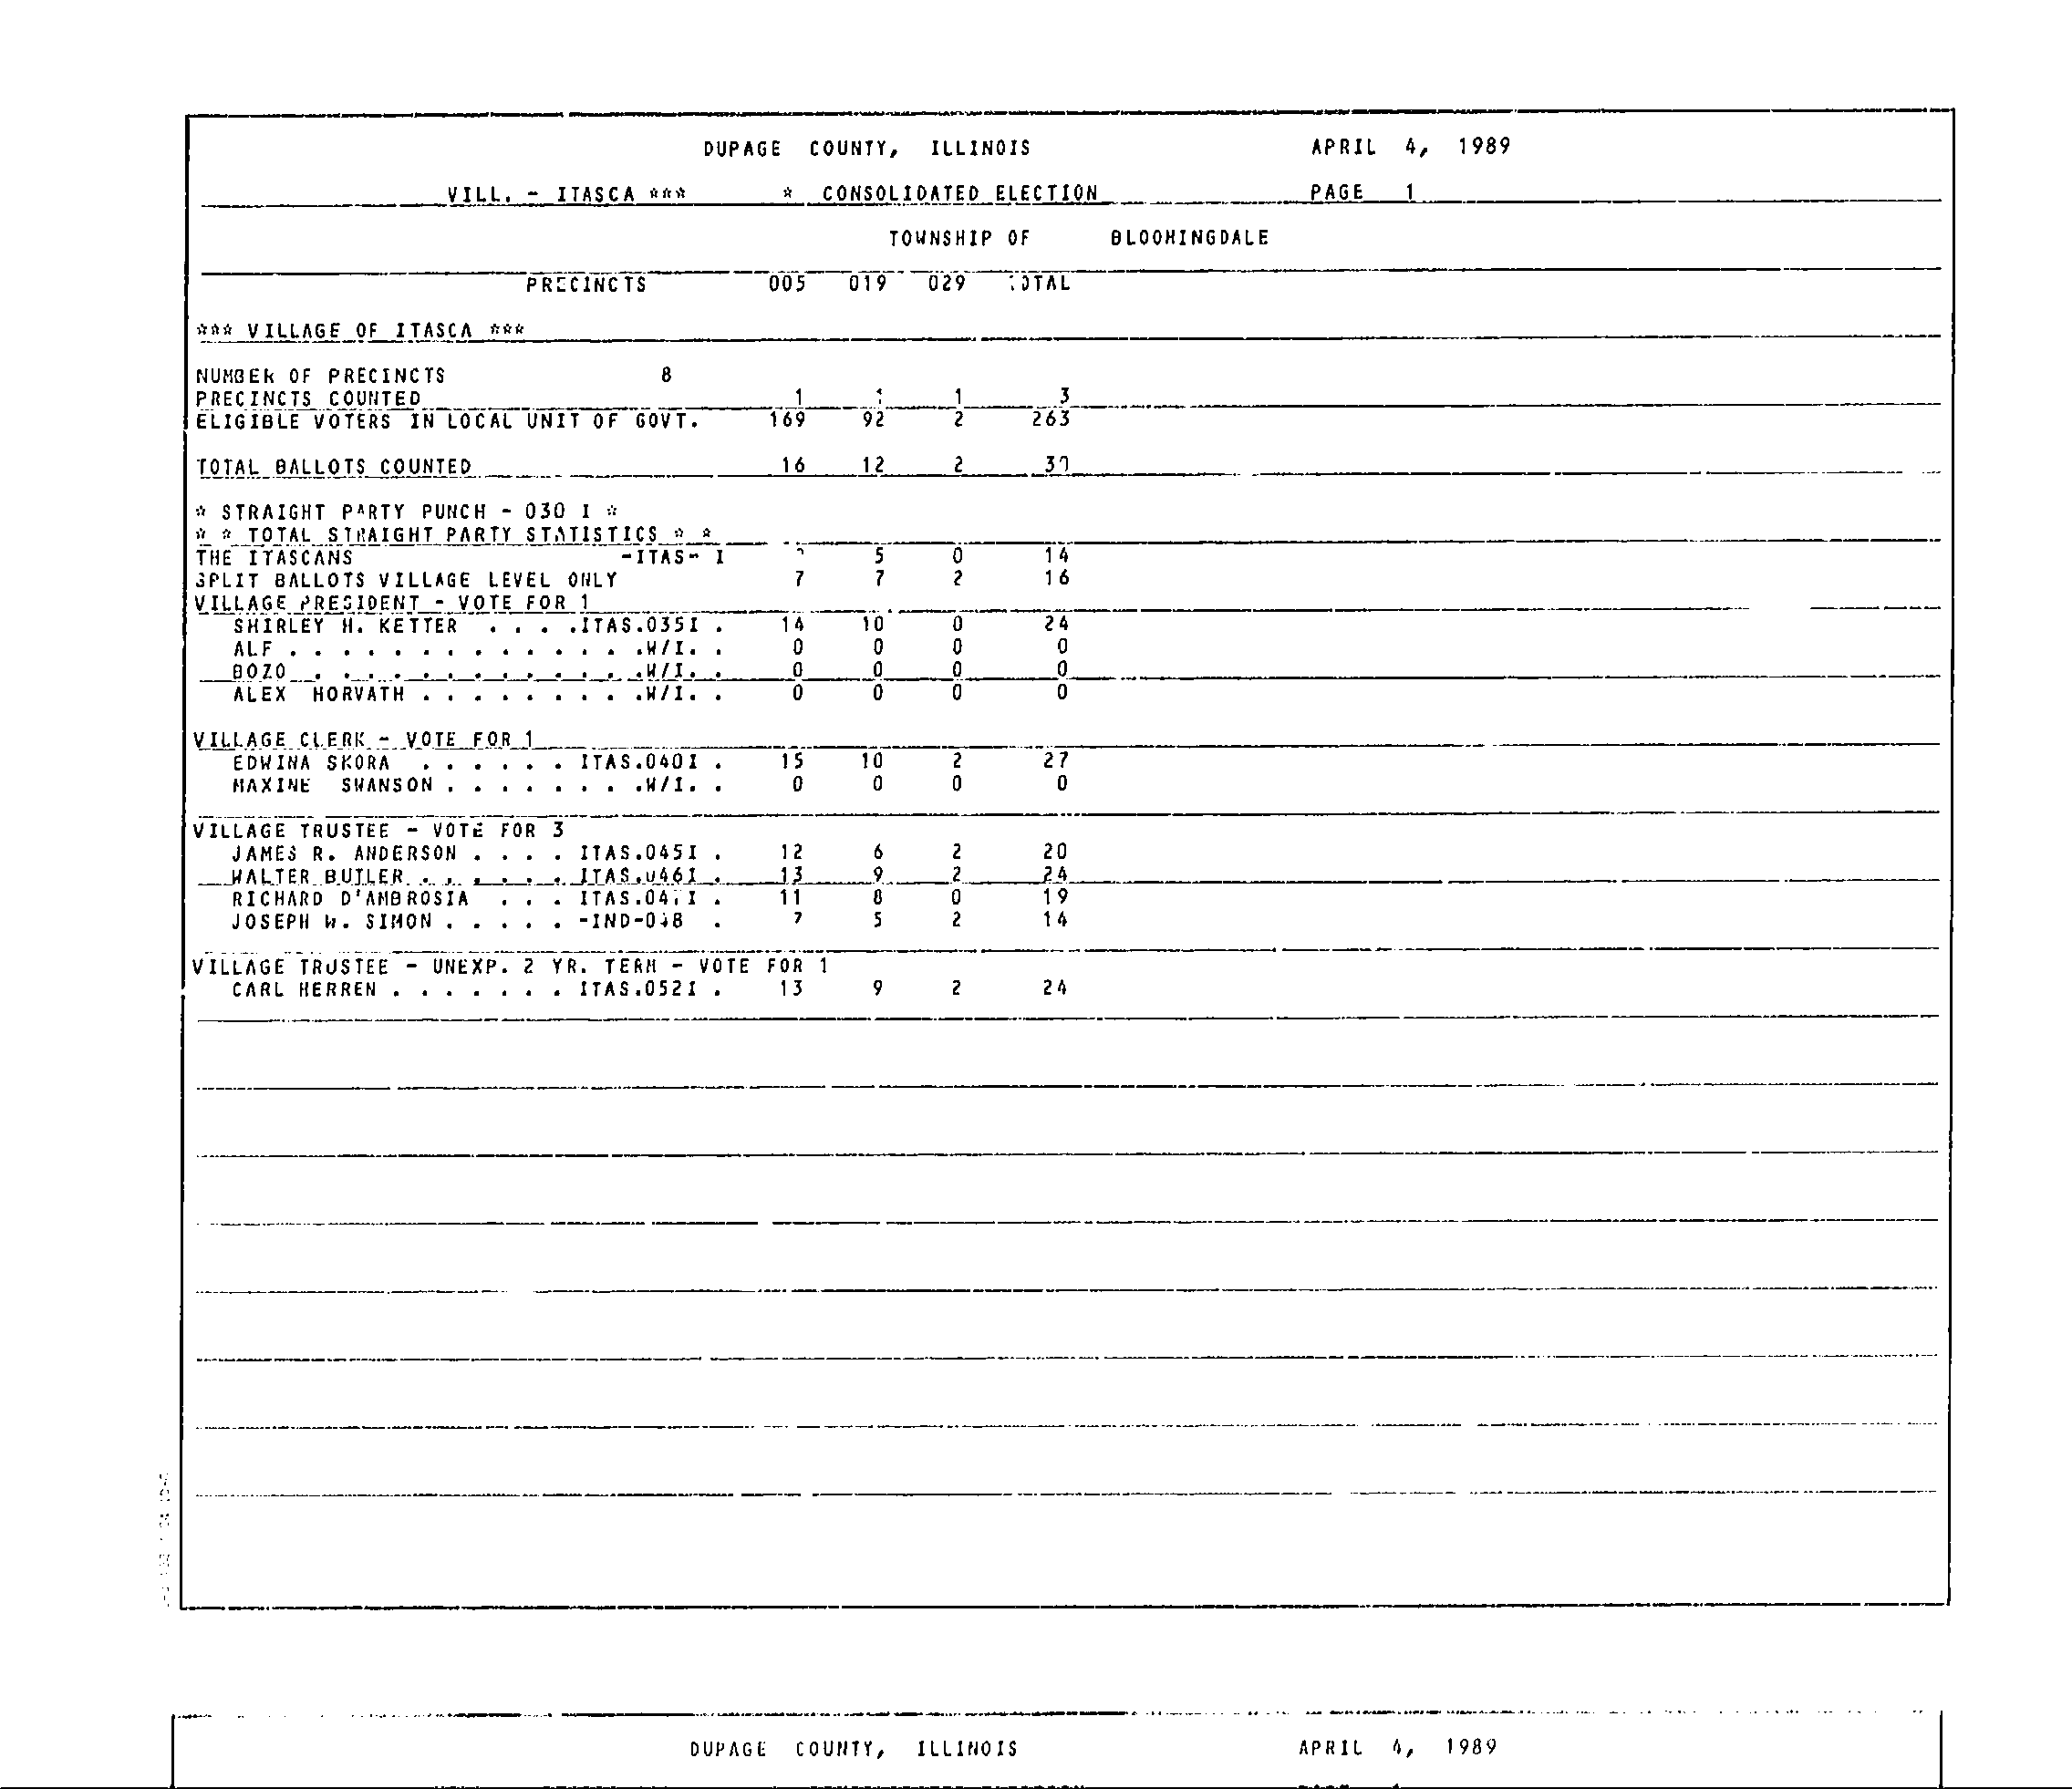 DUPAGE COUNTY, ILLINOIS APRIL 4, 1989
VILL. - ITASCA *** * CONSOLIDATED ELECTION PAGE 1
TOWNSHIP OF BLOOMINGDALE
PRECINCTS 005 019 029 TOTAL
*** VILLAGE OF ITASCA ***
NUMBER OF PRECINCTS 8
PRECINCTS COUNTED 1 1 1 3
ELIGIBLE VOTERS IN LOCAL UNIT OF GOVT. 169 92 2 263
TOTAL BALLOTS COUNTED 16 12 2 30
* STRAIGHT PARTY PUNCH - 030 I *
* * TOTAL STRAIGHT PARTY STATISTICS * *
THE ITASCANS -ITAS- I 5 0 14
SPLIT BALLOTS VILLAGE LEVEL ONLY 7 7 2 16
VILLAGE PRESIDENT - VOTE FOR 1
SHIRLEY H. KETTER . . . .ITAS.035I . 14 10 0 24
ALF . . . . . . . . . . . . . .W/I. . 0 0 0 0
BOZO . . . . . . . . . . . . .W/I. . 0 0 0 0
ALEX HORVATH . . . . . . . . .W/I. . 0 0 0 0
VILLAGE CLERK - VOTE FOR 1
EDWINA SKORA . . . . . . ITAS.040I . 15 10 2 27
MAXINE SWANSON . . . . . . . .W/I. . 0 0 0 0
VILLAGE TRUSTEE - VOTE FOR 3
JAMES R. ANDERSON . . . . ITAS.045I . 12 6 2 20
WALTER BUTLER . . . . . . ITAS.046I . 13 9 2 24
RICHARD D'AMBROSIA . . . ITAS.047I . 11 8 0 19
JOSEPH W. SIMON . . . . . -IND-048 . 7 5 2 14
VILLAGE TRUSTEE - UNEXP. 2 YR. TERM - VOTE FOR 1
CARL HERREN . . . . . . . ITAS.052I . 13 9 2 24
DUPAGE COUNTY, ILLINOIS APRIL 4, 1989